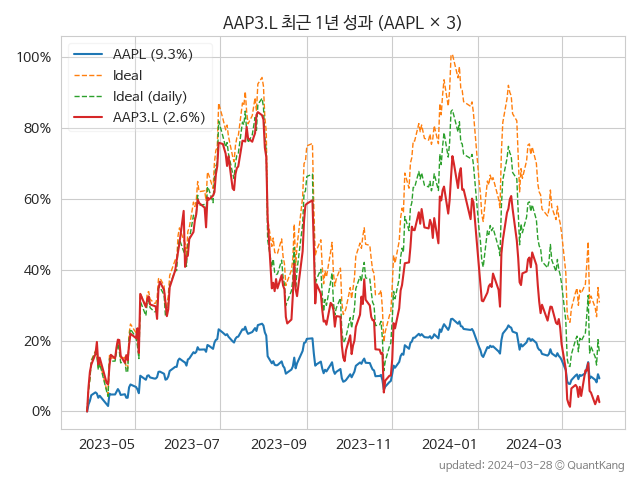 AAP3.L 최근 1년 성과 (AAPL × 3)
100%
80%
60%
40%
20%
0%
AAPL (9.3%)
Ideal
Ideal (daily)
AAP3.L (2.6%)
2023-05
2023-07
2023-09
2023-11
2024-01
2024-03
updated: 2024-03-28 © QuantKang